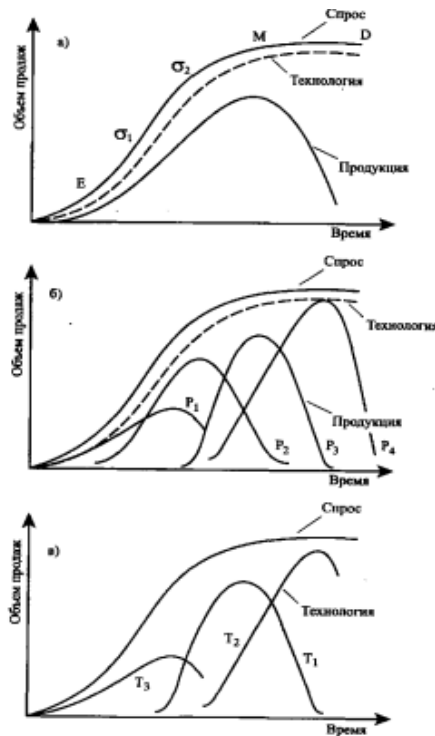 Объем продаж
а)
Спрос
M
D
σ₂
Технология
σ₁
Продукция
E
Время
Объем продаж
б)
Спрос
Технология
P₁
Продукция
P₂
P₃
P₄
Время
Объем продаж
в)
Спрос
Технология
T₂
T₁
T₃
Время